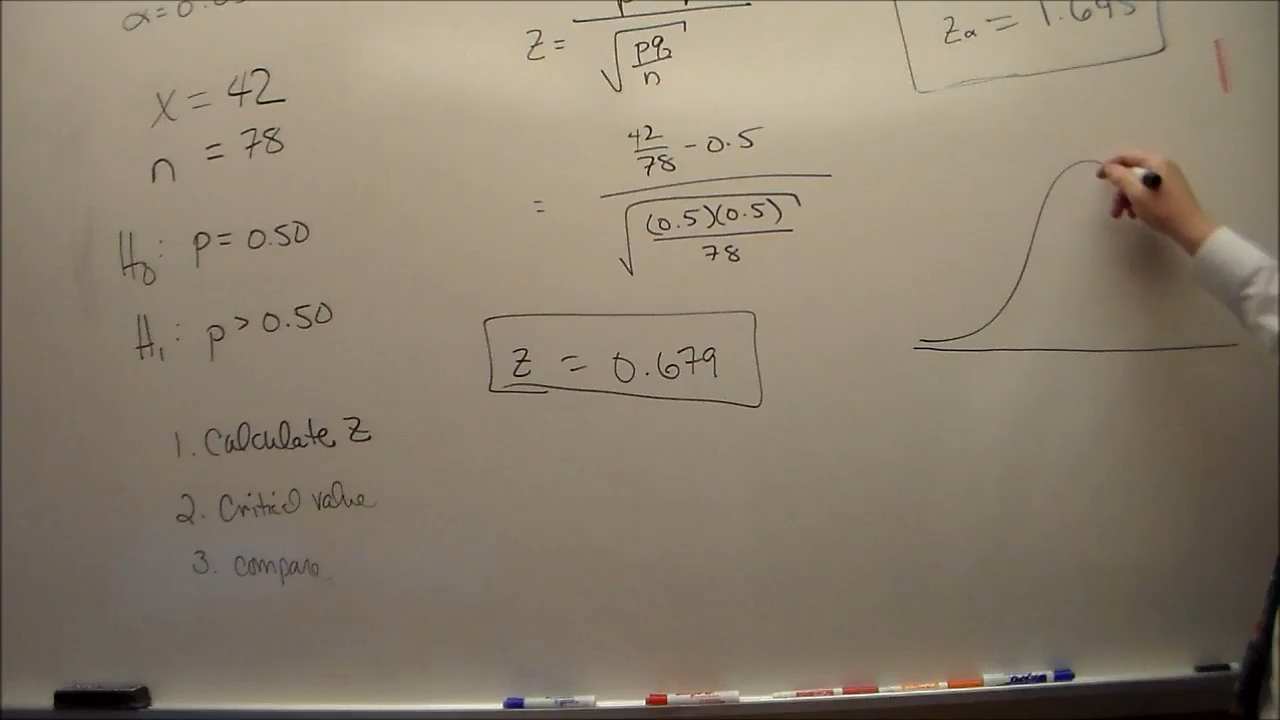 α=0.0
x = 42
n = 78
H₀: p = 0.50
H₁: p > 0.50
1. Calculate z
2. Critical value
3. compare
z =
√(pq/n)
= (42/78 - 0.5) / √((0.5)(0.5)/78)
z = 0.679
zα = 1.645